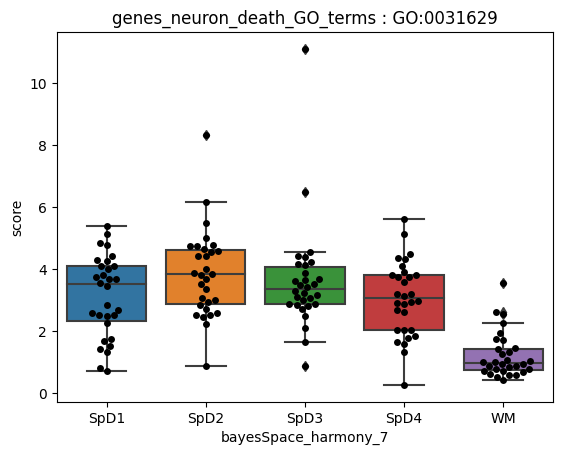 genes_neuron_death_GO_terms : GO:0031629
score
10
8
6
4
2
0
SpD1 SpD2 SpD3 SpD4 WM
bayesSpace_harmony_7